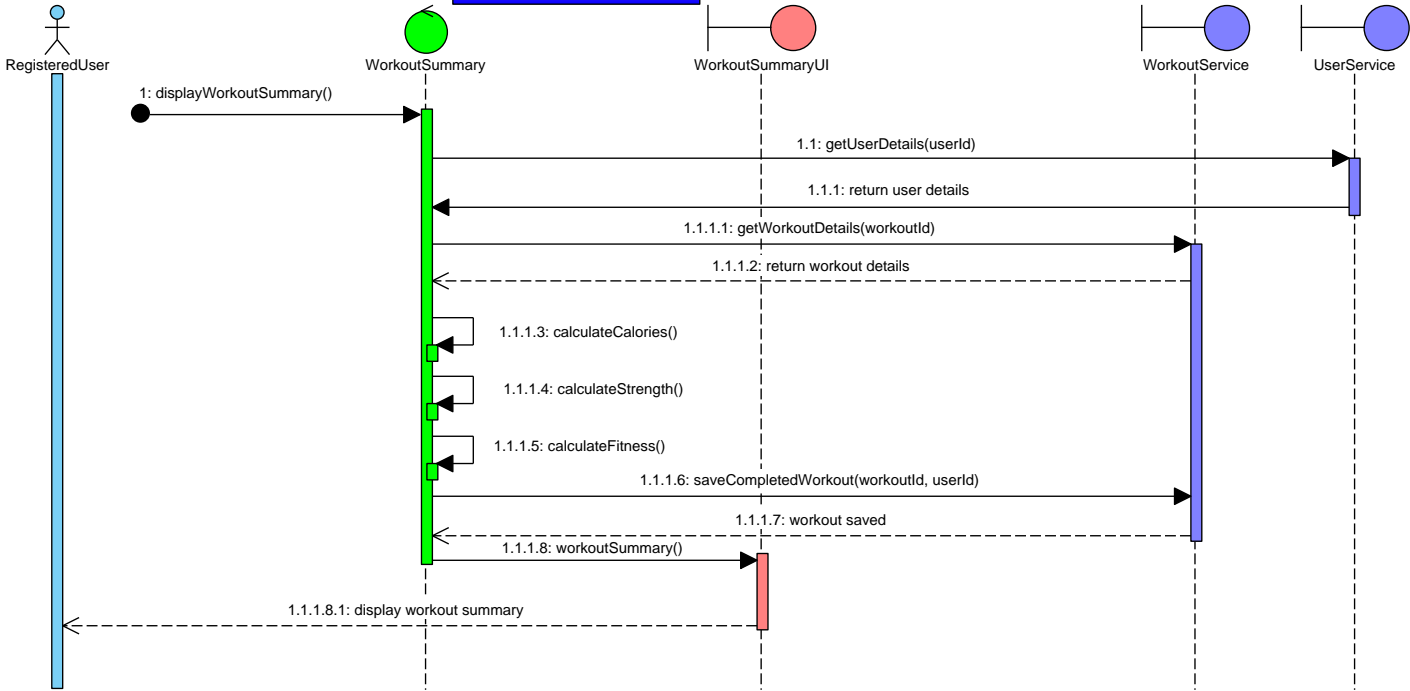 RegisteredUser
WorkoutSummary
WorkoutSummaryUI
WorkoutService
UserService
1: displayWorkoutSummary()
1.1: getUserDetails(userId)
1.1.1: return user details
1.1.1.1: getWorkoutDetails(workoutId)
1.1.1.2: return workout details
1.1.1.3: calculateCalories()
1.1.1.4: calculateStrength()
1.1.1.5: calculateFitness()
1.1.1.6: saveCompletedWorkout(workoutId, userId)
1.1.1.7: workout saved
1.1.1.8: workoutSummary()
1.1.1.8.1: display workout summary